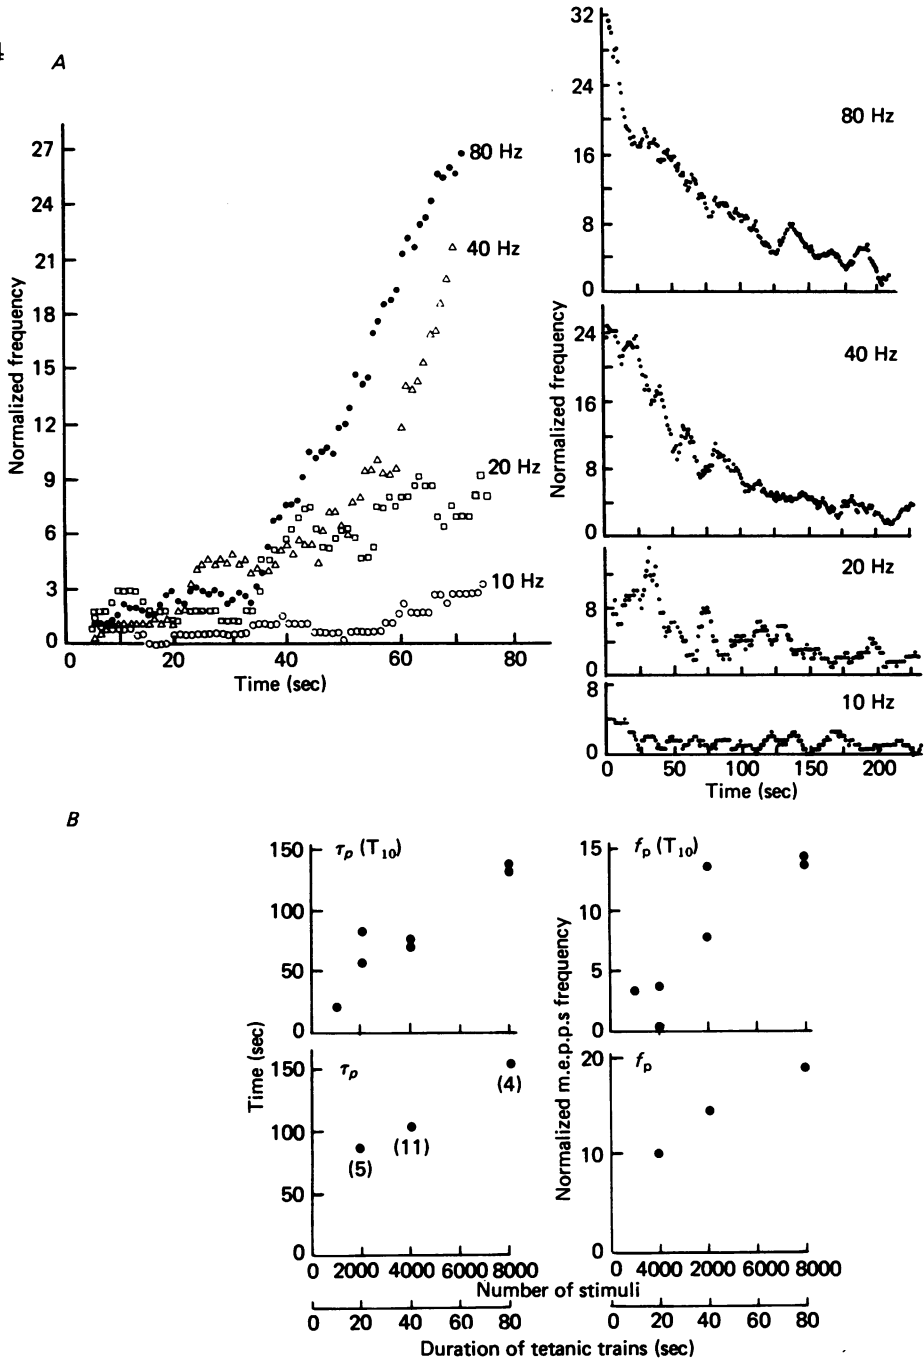 4
A
27
24
21
18
15
12
9
6
3
0
Normalized frequency
80 Hz
40 Hz
20 Hz
10 Hz
0 20 40 60 80
Time (sec)
32
24
16
8
0
80 Hz
Normalized frequency
24
16
8
0
40 Hz
8
0
20 Hz
8
0
10 Hz
0 50 100 150 200
Time (sec)
B
150
100
50
0
τp (T10)
Time (sec)
150
100
50
0
τp
(5)
(11)
(4)
0 2000 4000 60000 8000
0 20 40 60 80
15
10
5
0
fp (T10)
Normalized m.e.p.p.s frequency
20
10
0
fp
0 4000 20000 60000 80000
0 20 40 60 80
Number of stimuli
Duration of tetanic trains (sec)